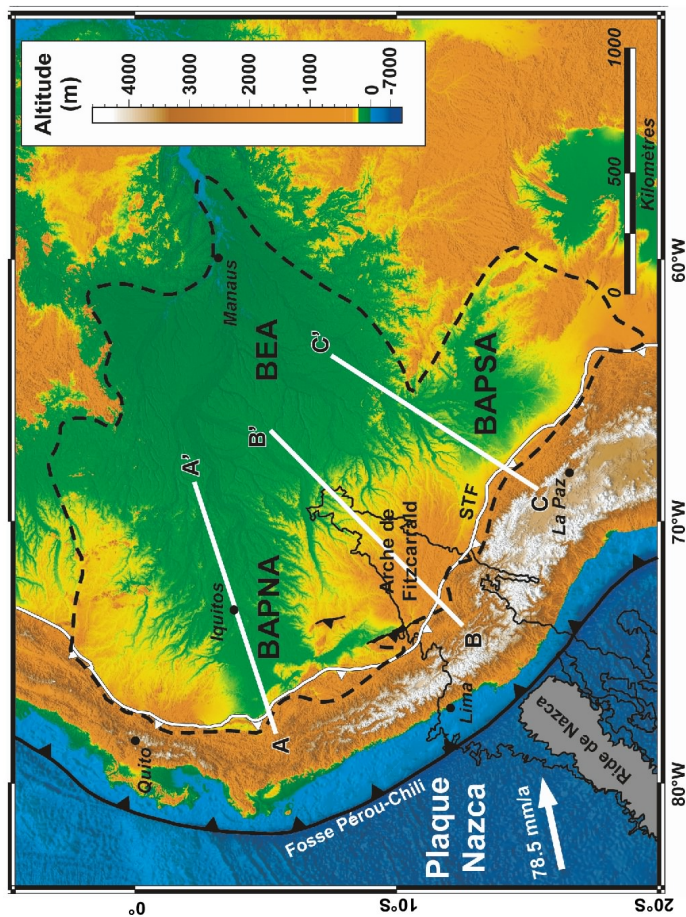 Altitude
(m)
4000
3000
2000
1000
0
-7000
0
500
1000
Kilomètres
Quito
Iquitos
Manaus
Lima
La Paz
A
A'
B
B'
C
C'
BAPNA
BEA
BAPSA
Arche de
Fitzcarrald
STF
Fosse Pérou-Chili
Plaque
Nazca
78.5 mm/a
Ride de Nazca
0°
10°S
20°S
80°W
70°W
60°W